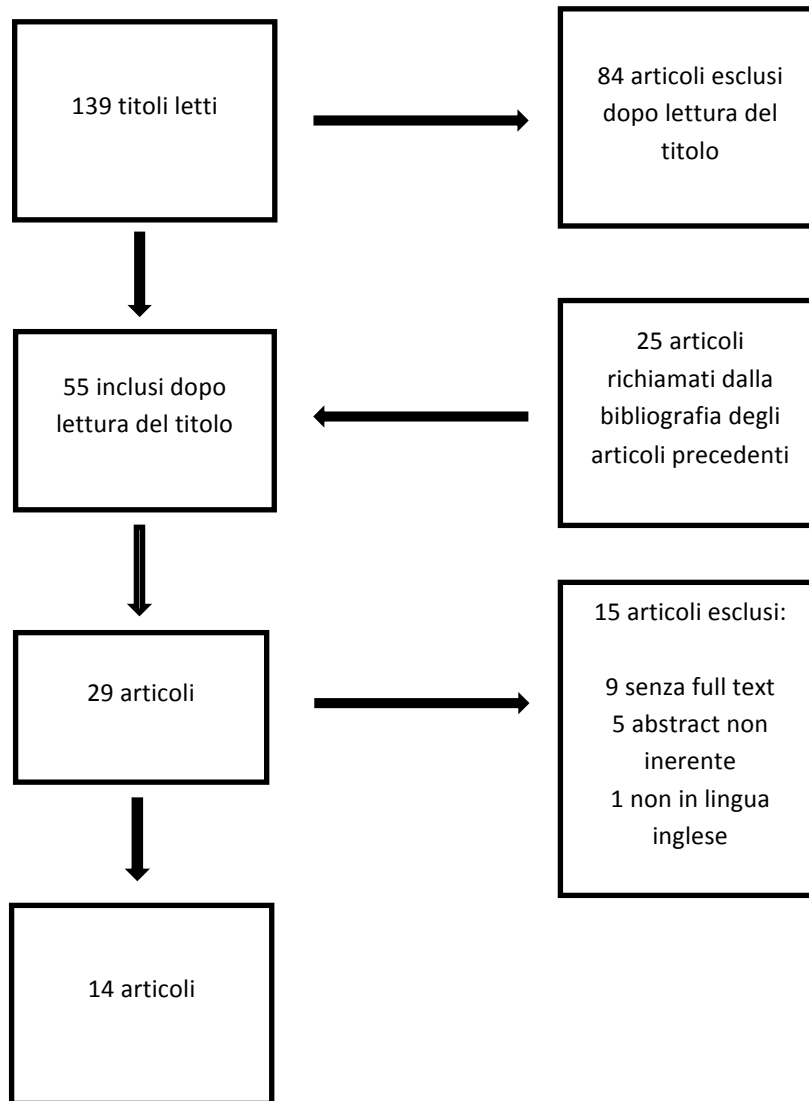 139 titoli letti
84 articoli esclusi
dopo lettura del
titolo
55 inclusi dopo
lettura del titolo
25 articoli
richiamati dalla
bibliografia degli
articoli precedenti
29 articoli
15 articoli esclusi:
9 senza full text
5 abstract non
inerente
1 non in lingua
inglese
14 articoli